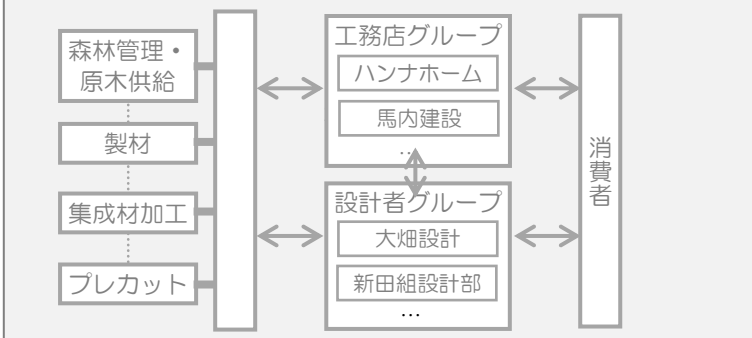 森林管理・
原木供給
製材
集成材加工
プレカット
工務店グループ
ハンナホーム
馬内建設
…
設計者グループ
大畑設計
新田組設計部
…
消費者